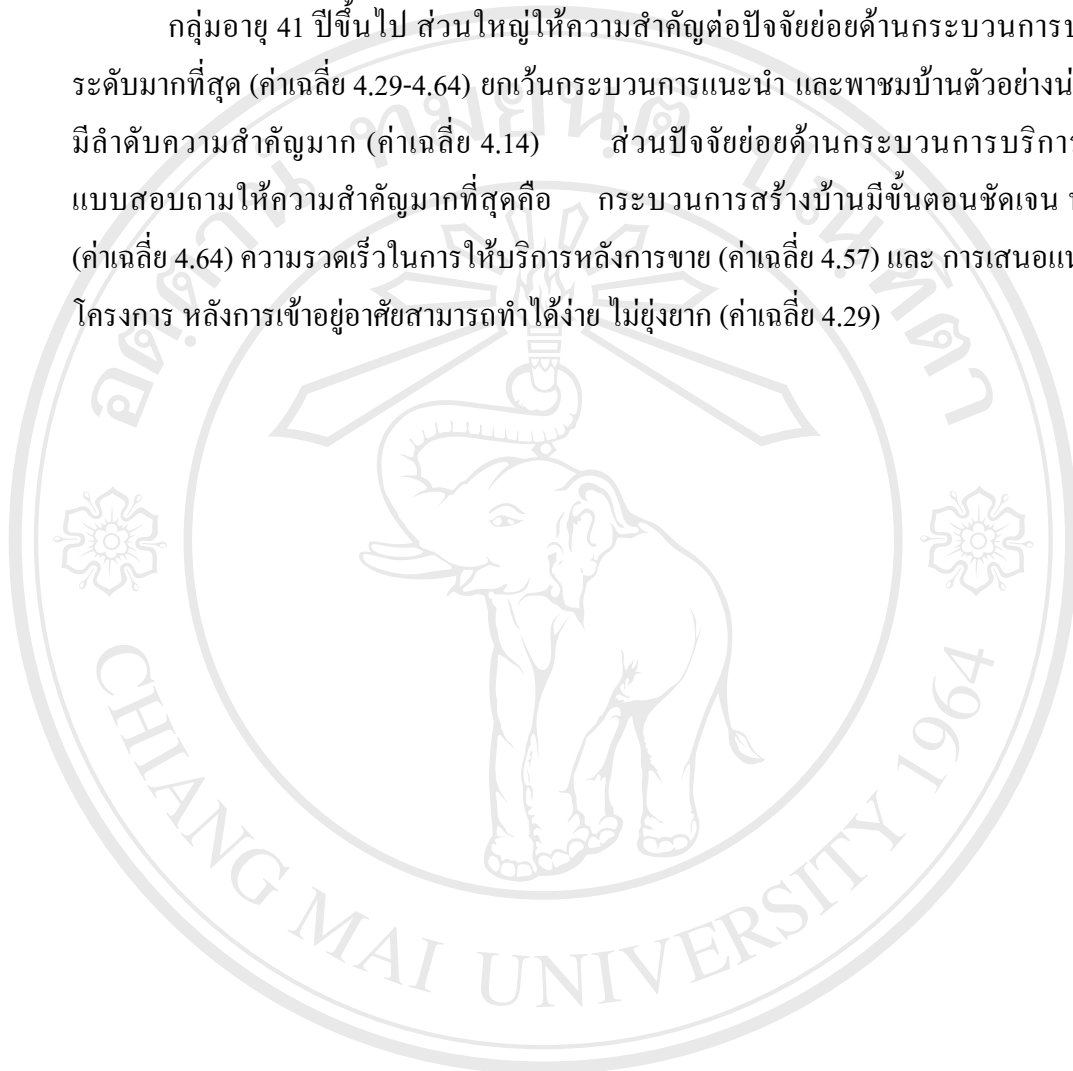 กลุ่มอายุ 41 ปีขึ้นไป ส่วนใหญ่ให้ความสำคัญต่อปัจจัยย่อยด้านกระบวนการ
ระดับมากที่สุด (ค่าเฉลี่ย 4.29-4.64) ยกเว้นกระบวนการแนะนำ และพาชมบ้านตัวอย่าง
มีลำดับความสำคัญมาก (ค่าเฉลี่ย 4.14) ส่วนปัจจัยย่อยด้านกระบวนการบริการ
แบบสอบถามให้ความสำคัญมากที่สุดคือ กระบวนการสร้างบ้านมีขั้นตอนชัดเจน
(ค่าเฉลี่ย 4.64) ความรวดเร็วในการให้บริการหลังการขาย (ค่าเฉลี่ย 4.57) และ
โครงการ หลังการเข้าอยู่อาศัยสามารถทำได้ง่าย ไม่ยุ่งยาก (ค่าเฉลี่ย 4.29)
CHIANG MAI UNIVERSITY 1964